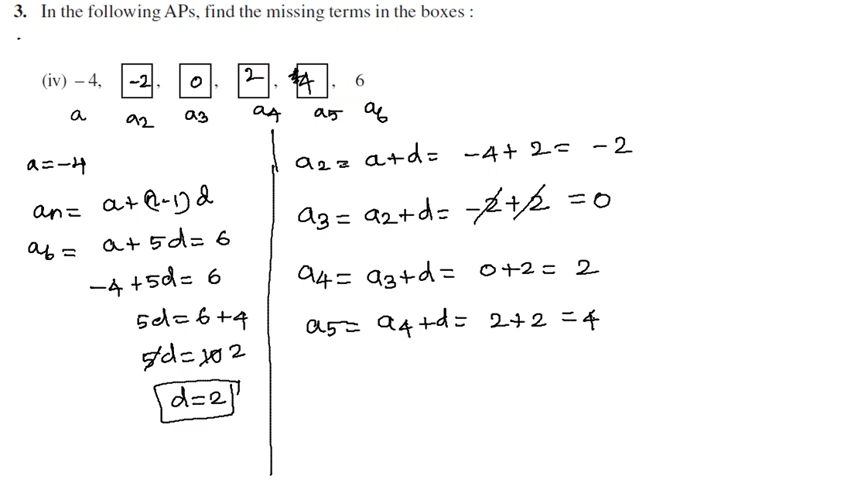 3. In the following APs, find the missing terms in the boxes :
(iv) – 4, -2, 0, 2, 4, 6
a a2 a3 a4 a5 a6
a=-4
an= a+(n-1)d
a6= a+5d=6
-4+5d=6
5d=6+4
5d=10 2
d=2
a2= a+d= -4+2= -2
a3= a2+d= -2+2 =0
a4= a3+d= 0+2= 2
a5= a4+d= 2+2 =4